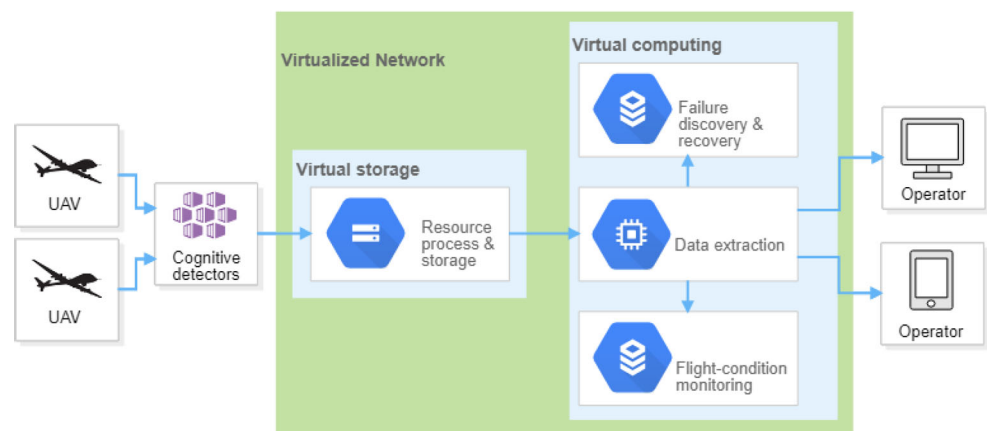 Virtualized Network
Virtual computing
Failure
discovery &
recovery
UAV
UAV
Cognitive
detectors
Virtual storage
Resource
process &
storage
Data extraction
Flight-condition
monitoring
Operator
Operator